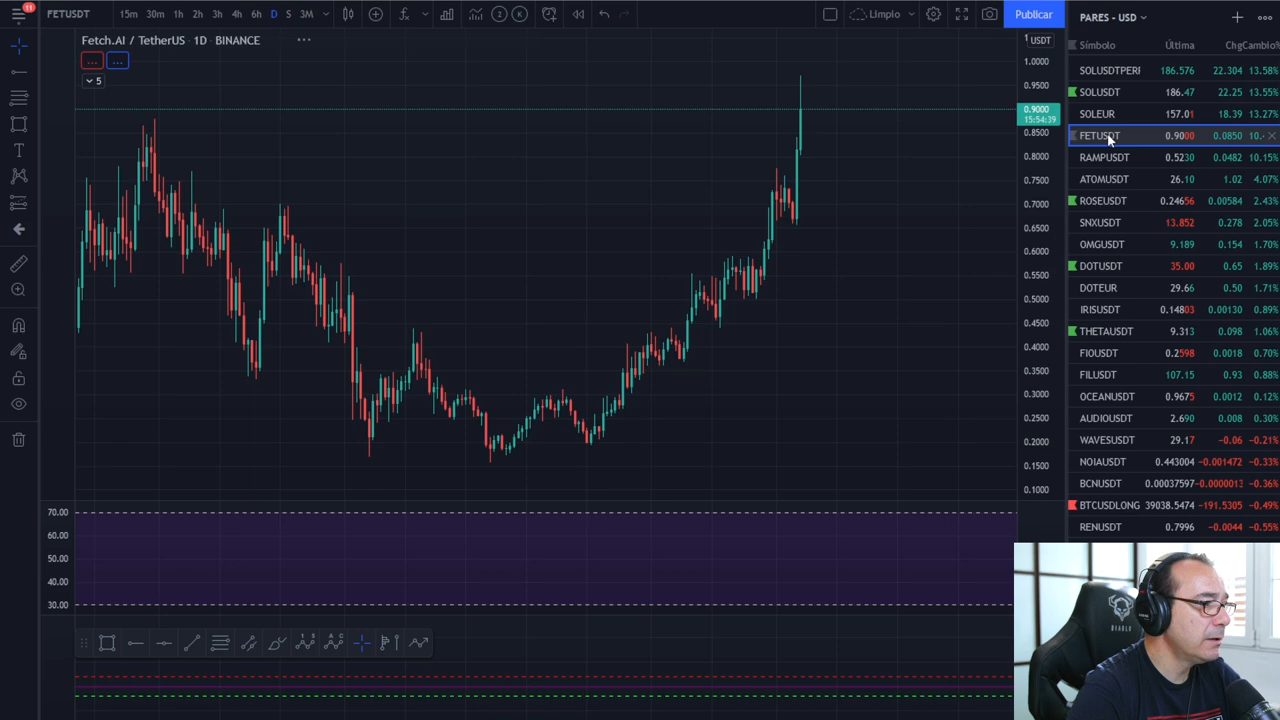 11
FETUSDT 15m 30m 1h 2h 3h 4h 6h D S 3M 2 K Limpio Publicar
PARES - USD
Fetch.AI / TetherUS 1D BINANCE ...
... ...
5
1 USDT
1.0000
0.9500
0.9000
15:54:39
0.8500
0.8000
0.7500
0.7000
0.6500
0.6000
0.5500
0.5000
0.4500
0.4000
0.3500
0.3000
0.2500
0.2000
0.1500
0.1000
70.00
60.00
50.00
40.00
30.00
Símbolo Última Chg Cambio%
SOLUSDTPERP 186.576 22.304 13.58%
SOLUSDT 186.47 22.25 13.55%
SOLEUR 157.01 18.39 13.27%
FETUSDT 0.9000 0.0850 10.
RAMPUSDT 0.5230 0.0482 10.15%
ATOMUSDT 26.10 1.02 4.07%
ROSEUSDT 0.24656 0.00584 2.43%
SNXUSDT 13.852 0.278 2.05%
OMGUSDT 9.189 0.154 1.70%
DOTUSDT 35.00 0.65 1.89%
DOTEUR 29.66 0.50 1.71%
IRISUSDT 0.14803 0.00130 0.89%
THETAUSDT 9.313 0.098 1.06%
FIOUSDT 0.2598 0.0018 0.70%
FILUSDT 107.15 0.93 0.88%
OCEANUSDT 0.9675 0.0012 0.12%
AUDIOUSDT 2.690 0.008 0.30%
WAVESUSDT 29.17 −0.06 −0.21%
NOIAUSDT 0.443004 −0.001472 −0.33%
BCNUSDT 0.00037597 −0.0000013 −0.36%
BTCUSDLONG 39038.5474 −191.5305 −0.49%
RENUSDT 0.7996 −0.0044 −0.55%
DIABLO